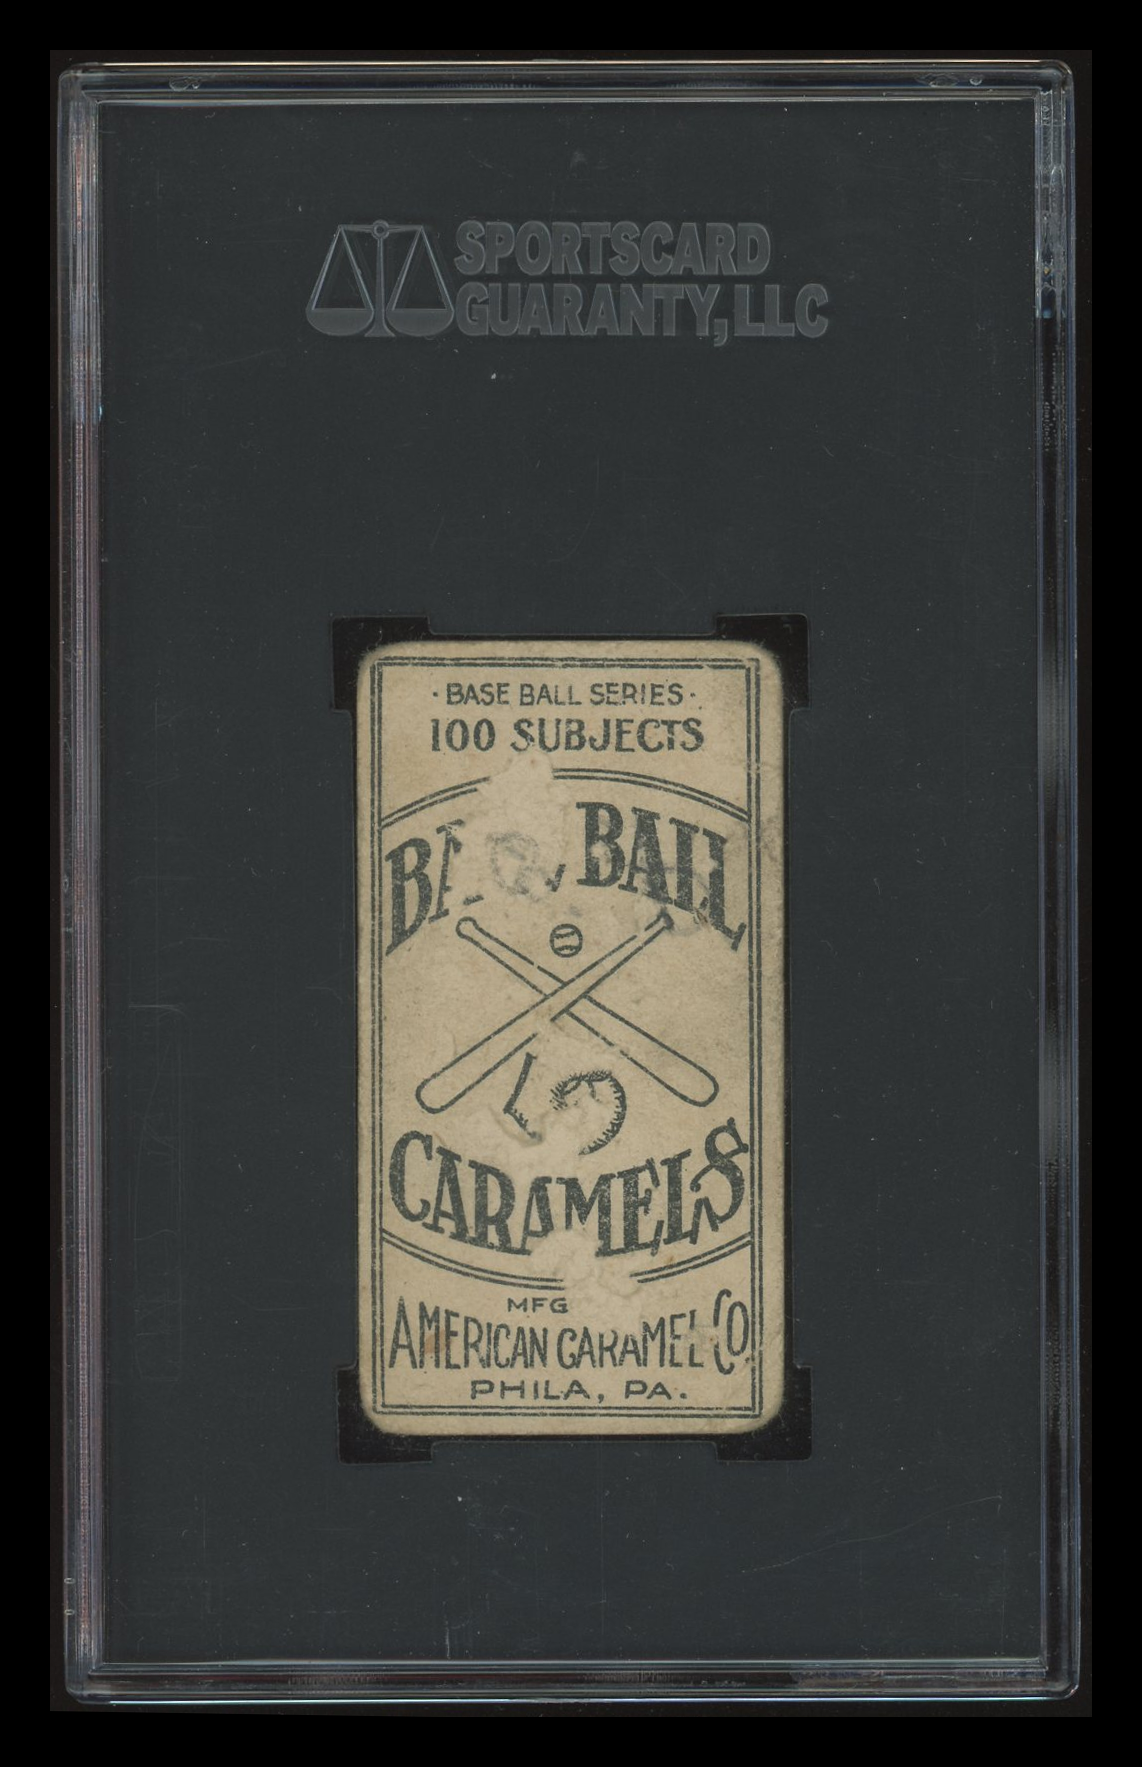 SPORTSCARD
GUARANTY, LLC
· BASE BALL SERIES ·
100 SUBJECTS
BALL
CARAMELS
MFG
AMERICAN CARAMEL CO
PHILA, PA.